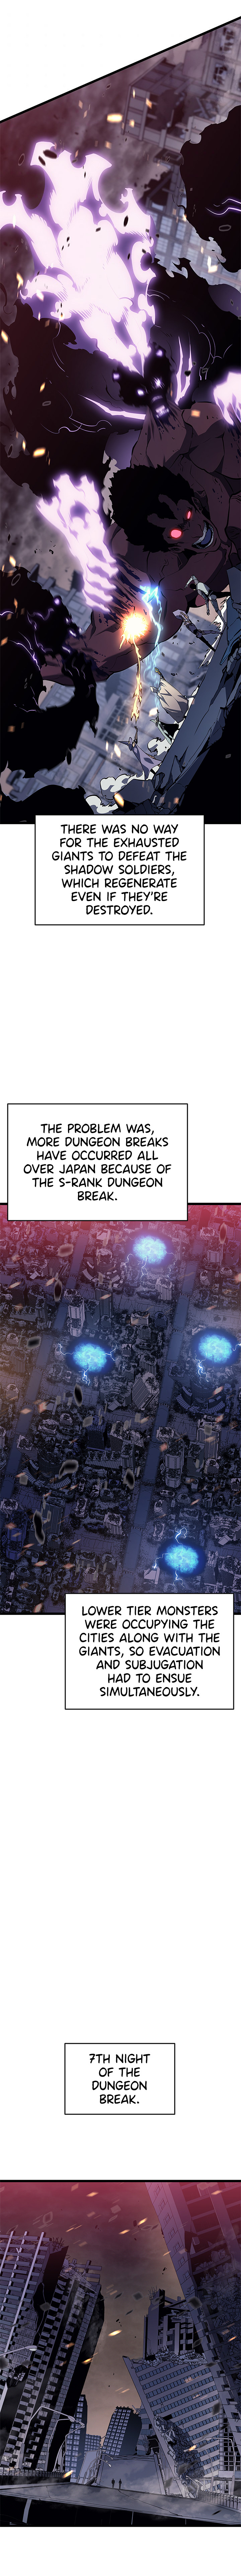 THERE WAS NO WAY
FOR THE EXHAUSTED
GIANTS TO DEFEAT THE
SHADOW SOLDIERS,
WHICH REGENERATE
EVEN IF THEY'RE
DESTROYED.
THE PROBLEM WAS,
MORE DUNGEON BREAKS
HAVE OCCURRED ALL
OVER JAPAN BECAUSE OF
THE S-RANK DUNGEON
BREAK.
LOWER TIER MONSTERS
WERE OCCUPYING THE
CITIES ALONG WITH THE
GIANTS, SO EVACUATION
AND SUBJUGATION
HAD TO ENSUE
SIMULTANEOUSLY.
7TH NIGHT
OF THE
DUNGEON
BREAK.